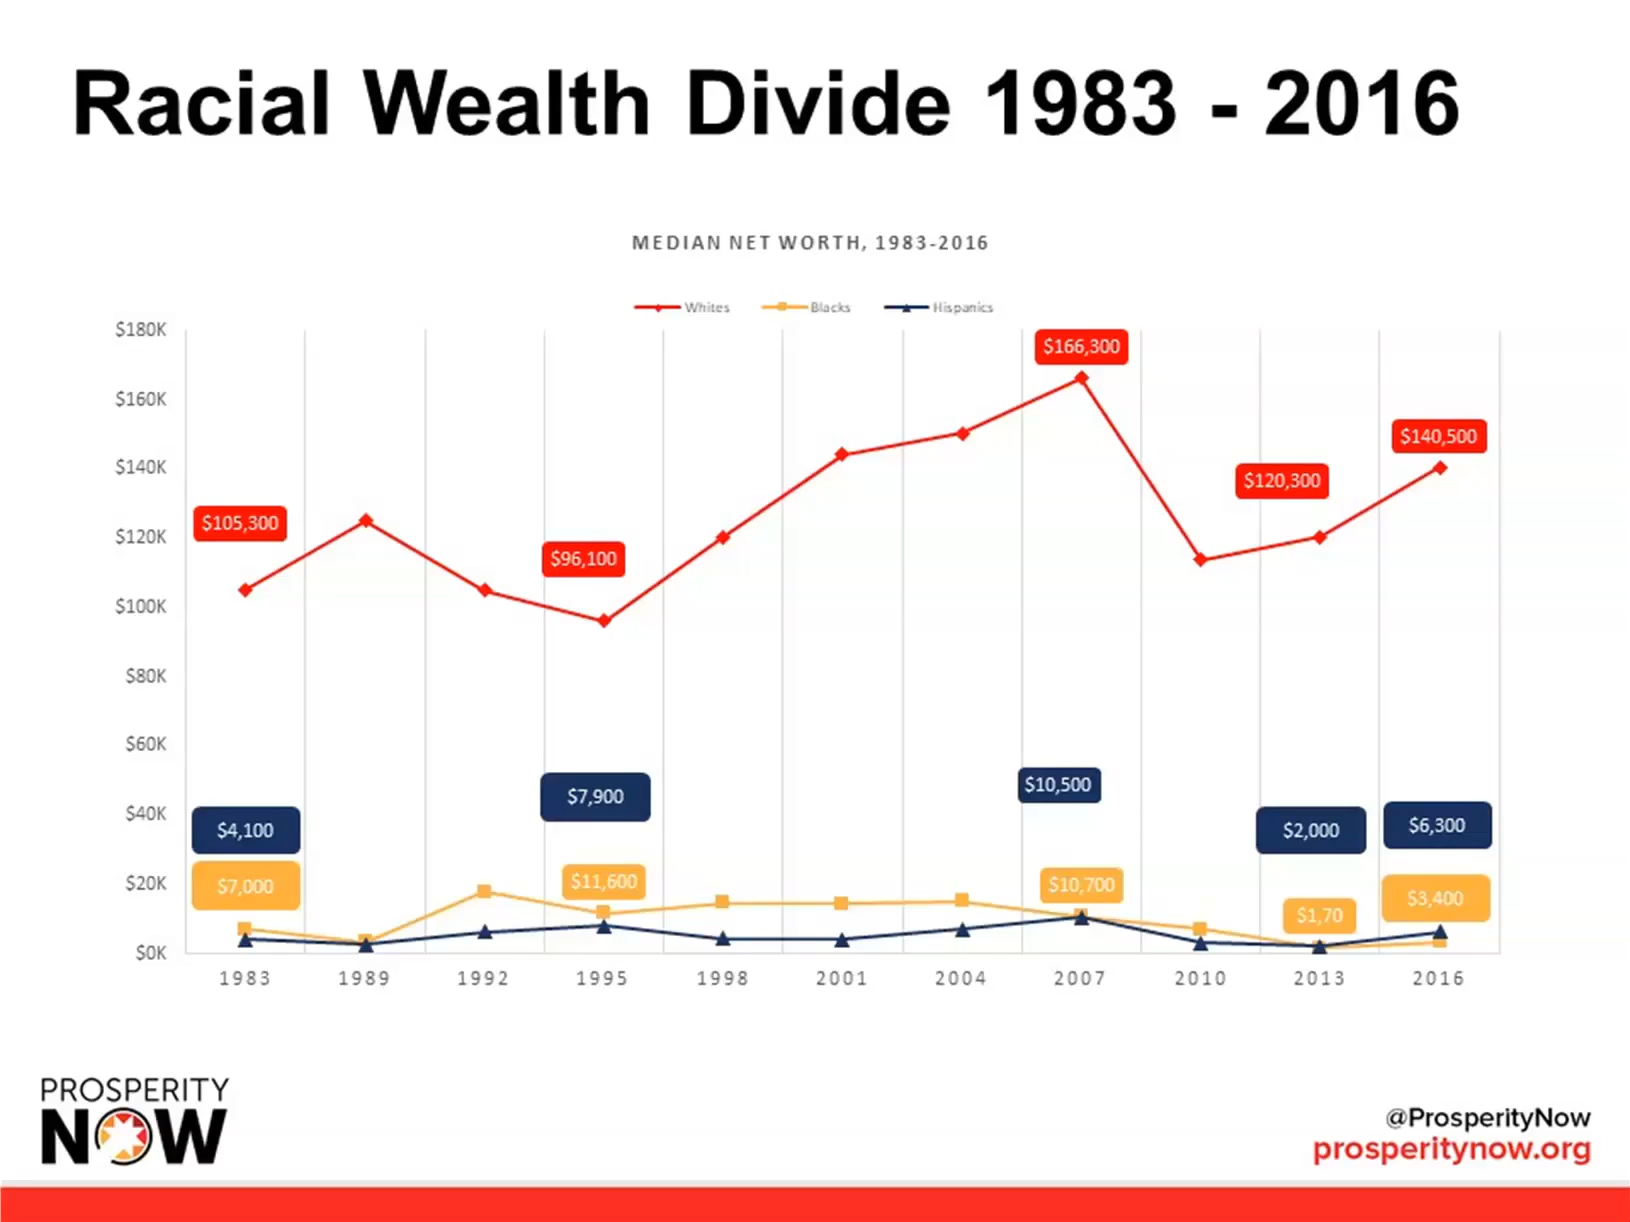 Racial Wealth Divide 1983 - 2016
MEDIAN NET WORTH, 1983-2016
Whites Blacks Hispanics
$180K
$160K
$140K
$120K
$100K
$80K
$60K
$40K
$20K
$0K
$105,300
$96,100
$166,300
$120,300
$140,500
$4,100
$7,900
$10,500
$2,000
$6,300
$7,000
$11,600
$10,700
$1,70
$3,400
1983 1989 1992 1995 1998 2001 2004 2007 2010 2013 2016
PROSPERITY
NOW
@ProsperityNow
prosperitynow.org